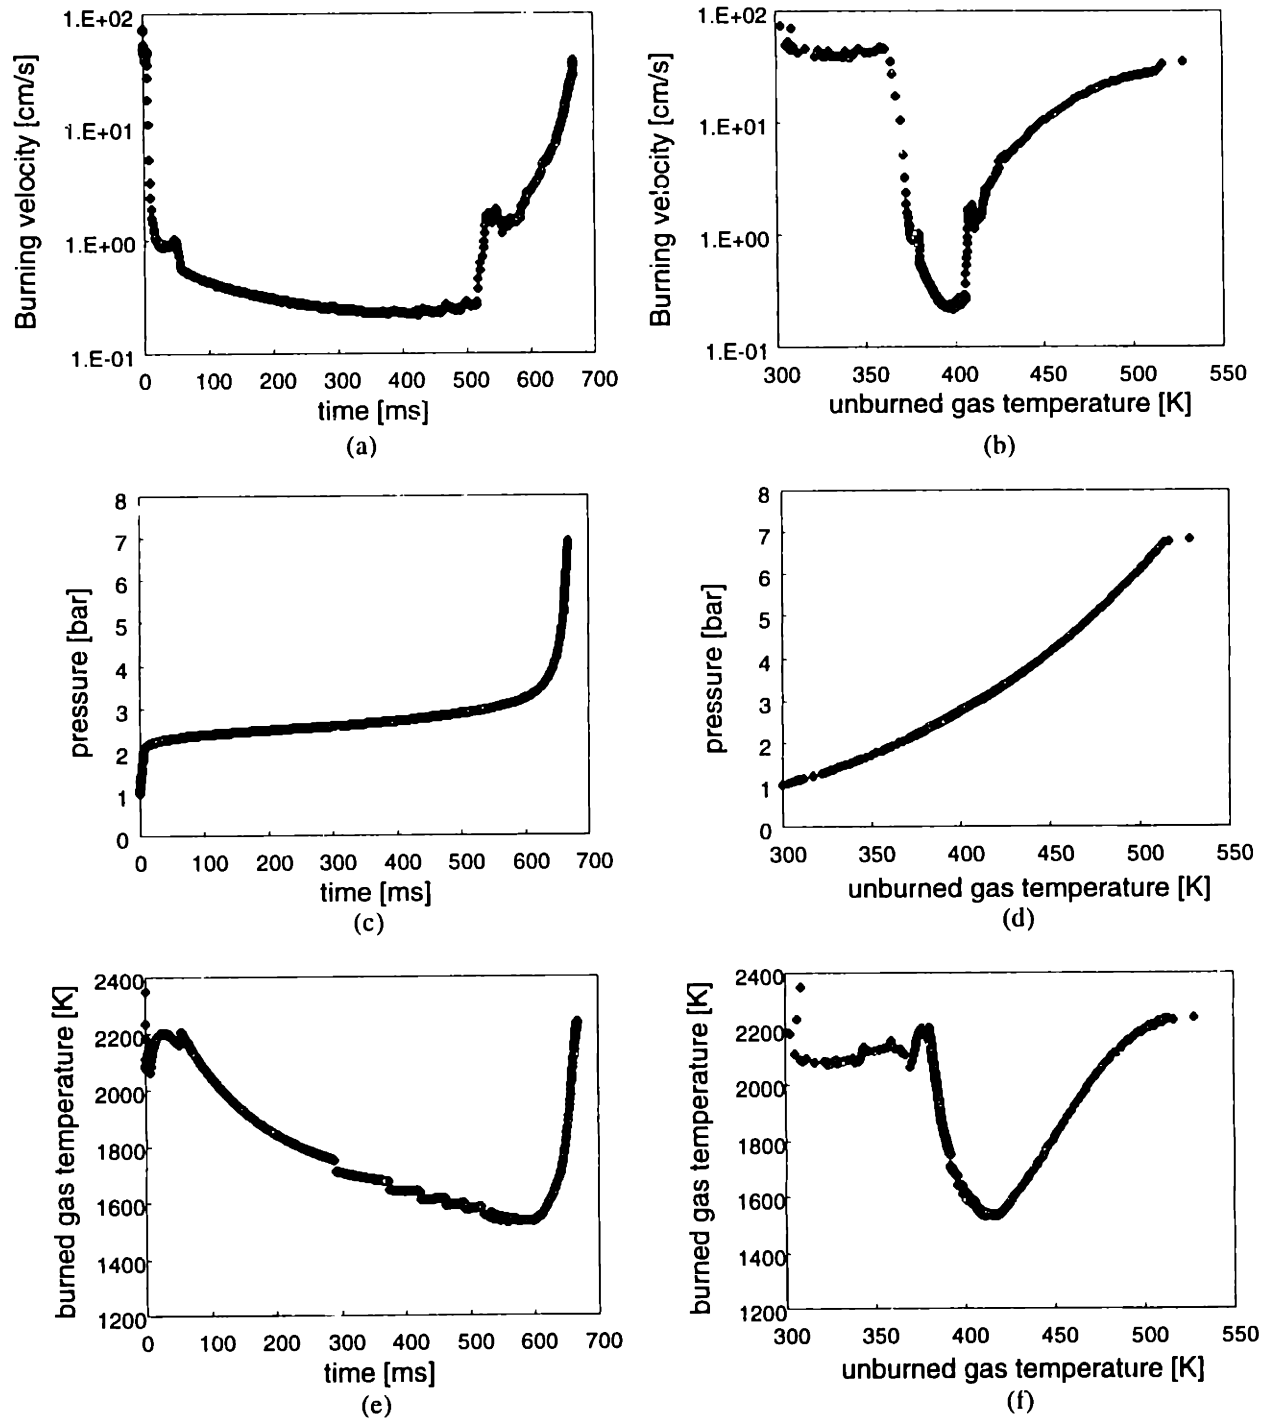 1.E+02
1.E+01
1.E+00
1.E-01
Burning velocity [cm/s]
0 100 200 300 400 500 600 700
time [ms]
(a)
1.E+02
1.E+01
1.E+00
1.E-01
Burning velocity [cm/s]
300 350 400 450 500 550
unburned gas temperature [K]
(b)
8
7
6
5
4
3
2
1
0
pressure [bar]
0 100 200 300 400 500 600 700
time [ms]
(c)
8
7
6
5
4
3
2
1
0
pressure [bar]
300 350 400 450 500 550
unburned gas temperature [K]
(d)
2400
2200
2000
1800
1600
1400
1200
burned gas temperature [K]
0 100 200 300 400 500 600 700
time [ms]
(e)
2400
2200
2000
1800
1600
1400
1200
burned gas temperature [K]
300 350 400 450 500 550
unburned gas temperature [K]
(f)